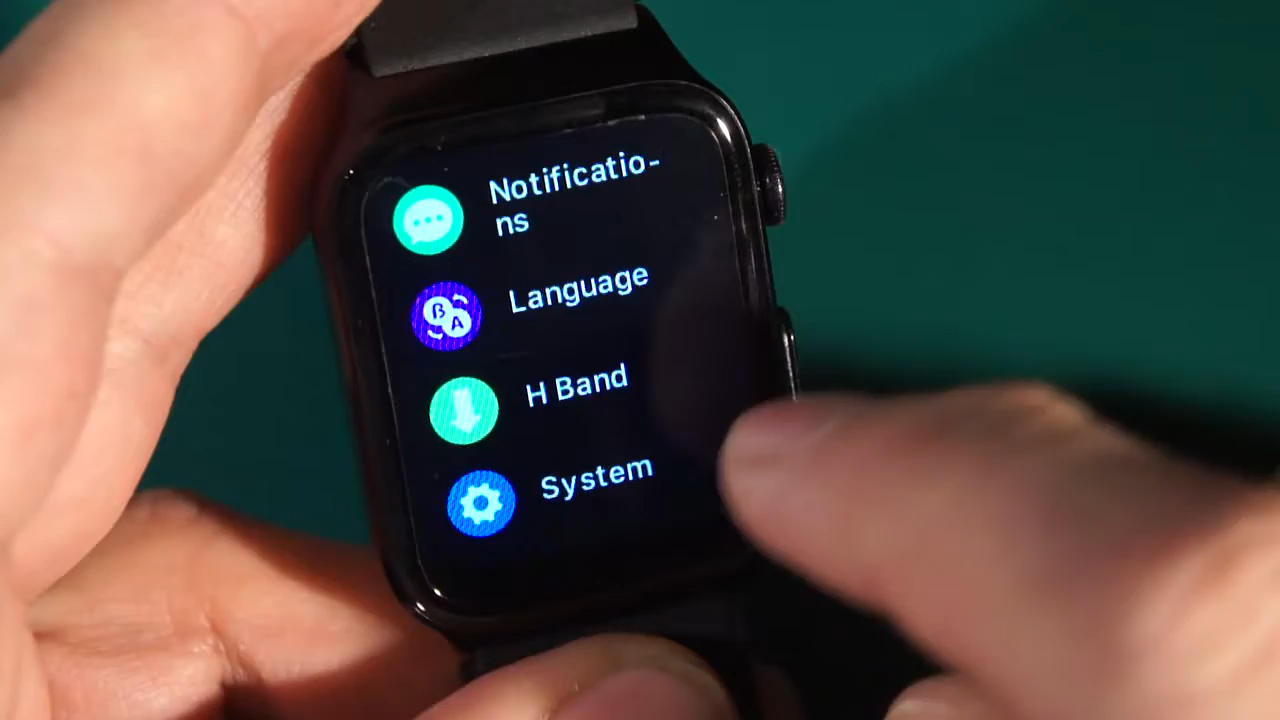 Notificatio-
ns
Language
B
A
H Band
System